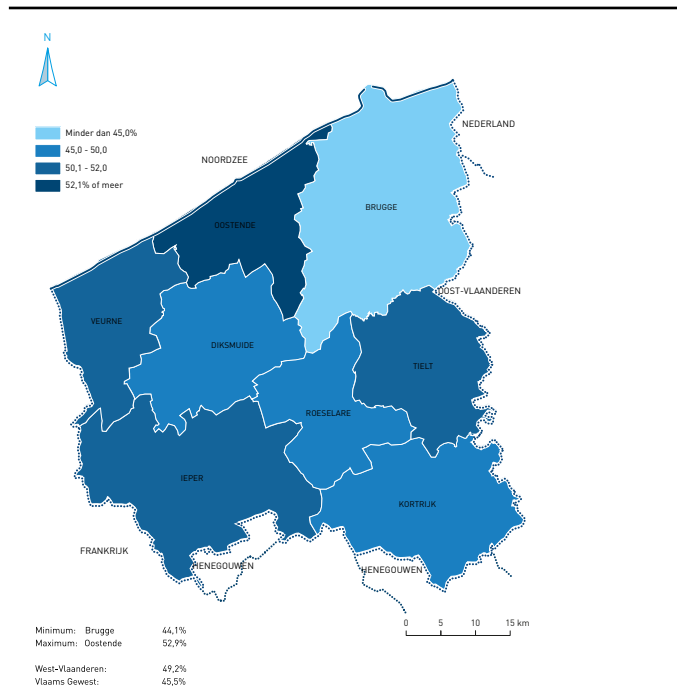 N
Minder dan 45,0%
45,0 - 50,0
50,1 - 52,0
52,1% of meer
NOORDZEE
NEDERLAND
BRUGGE
OOSTENDE
OOST-VLAANDEREN
VEURNE
DIKSMUIDE
TIELT
ROESELARE
IEPER
KORTRIJK
FRANKRIJK
HENEGOUWEN
HENEGOUWEN
0 5 10 15 km
Minimum: Brugge 44,1%
Maximum: Oostende 52,9%
West-Vlaanderen: 49,2%
Vlaams Gewest: 45,5%